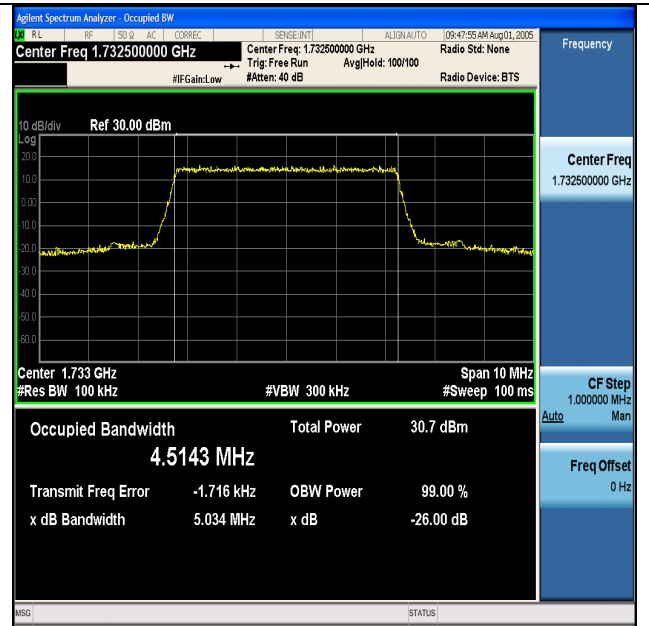 Agilent Spectrum Analyzer - Occupied BW
LXI RL RF 50 Ω AC CORREC SENSE:INT ALIGN AUTO 09:47:55 AM Aug 01, 2005
Center Freq 1.732500000 GHz
Center Freq: 1.732500000 GHz
Radio Std: None
Trig: Free Run Avg|Hold: 100/100
#IFGain:Low #Atten: 40 dB Radio Device: BTS
10 dB/div Ref 30.00 dBm
Log
20.0
10.0
0.00
-10.0
-20.0
-30.0
-40.0
-50.0
-60.0
Center 1.733 GHz Span 10 MHz
#Res BW 100 kHz #VBW 300 kHz #Sweep 100 ms
Occupied Bandwidth Total Power 30.7 dBm
4.5143 MHz
Transmit Freq Error -1.716 kHz OBW Power 99.00 %
x dB Bandwidth 5.034 MHz x dB -26.00 dB
MSG STATUS
Frequency
Center Freq
1.732500000 GHz
CF Step
1.000000 MHz
Auto Man
Freq Offset
0 Hz